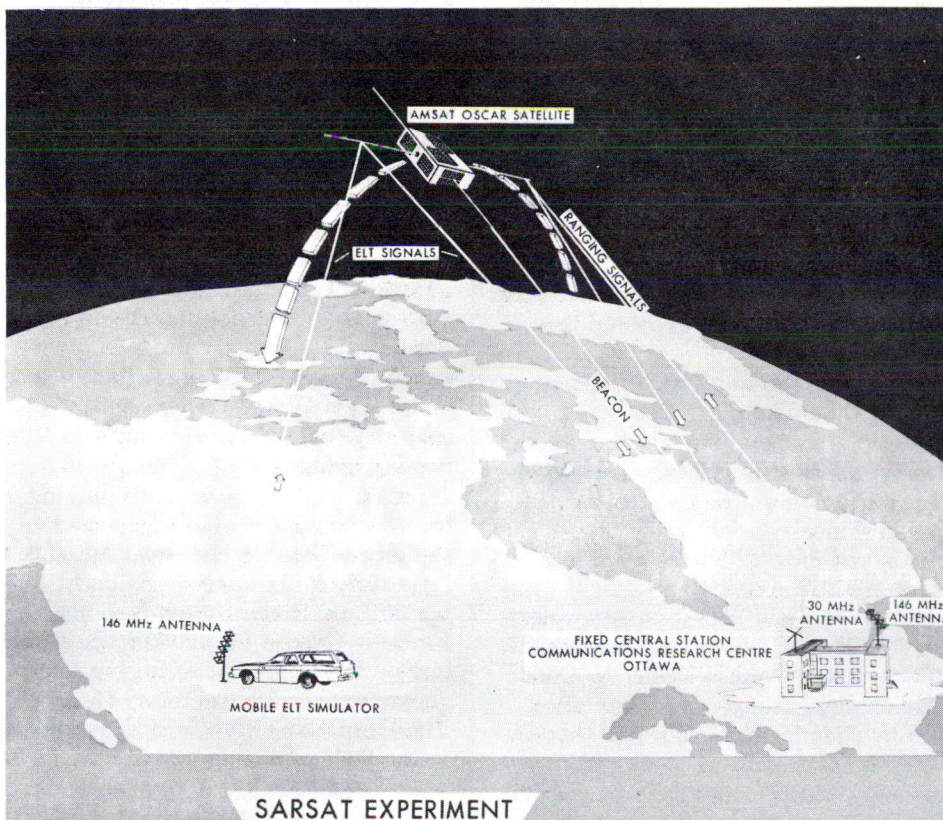 AMSAT OSCAR SATELLITE
RANGING SIGNALS
ELT SIGNALS
BEACON
146 MHz ANTENNA
MOBILE ELT SIMULATOR
FIXED CENTRAL STATION
COMMUNICATIONS RESEARCH CENTRE
OTTAWA
30 MHz
ANTENNA
146 MHz
ANTENNA
SARSAT EXPERIMENT